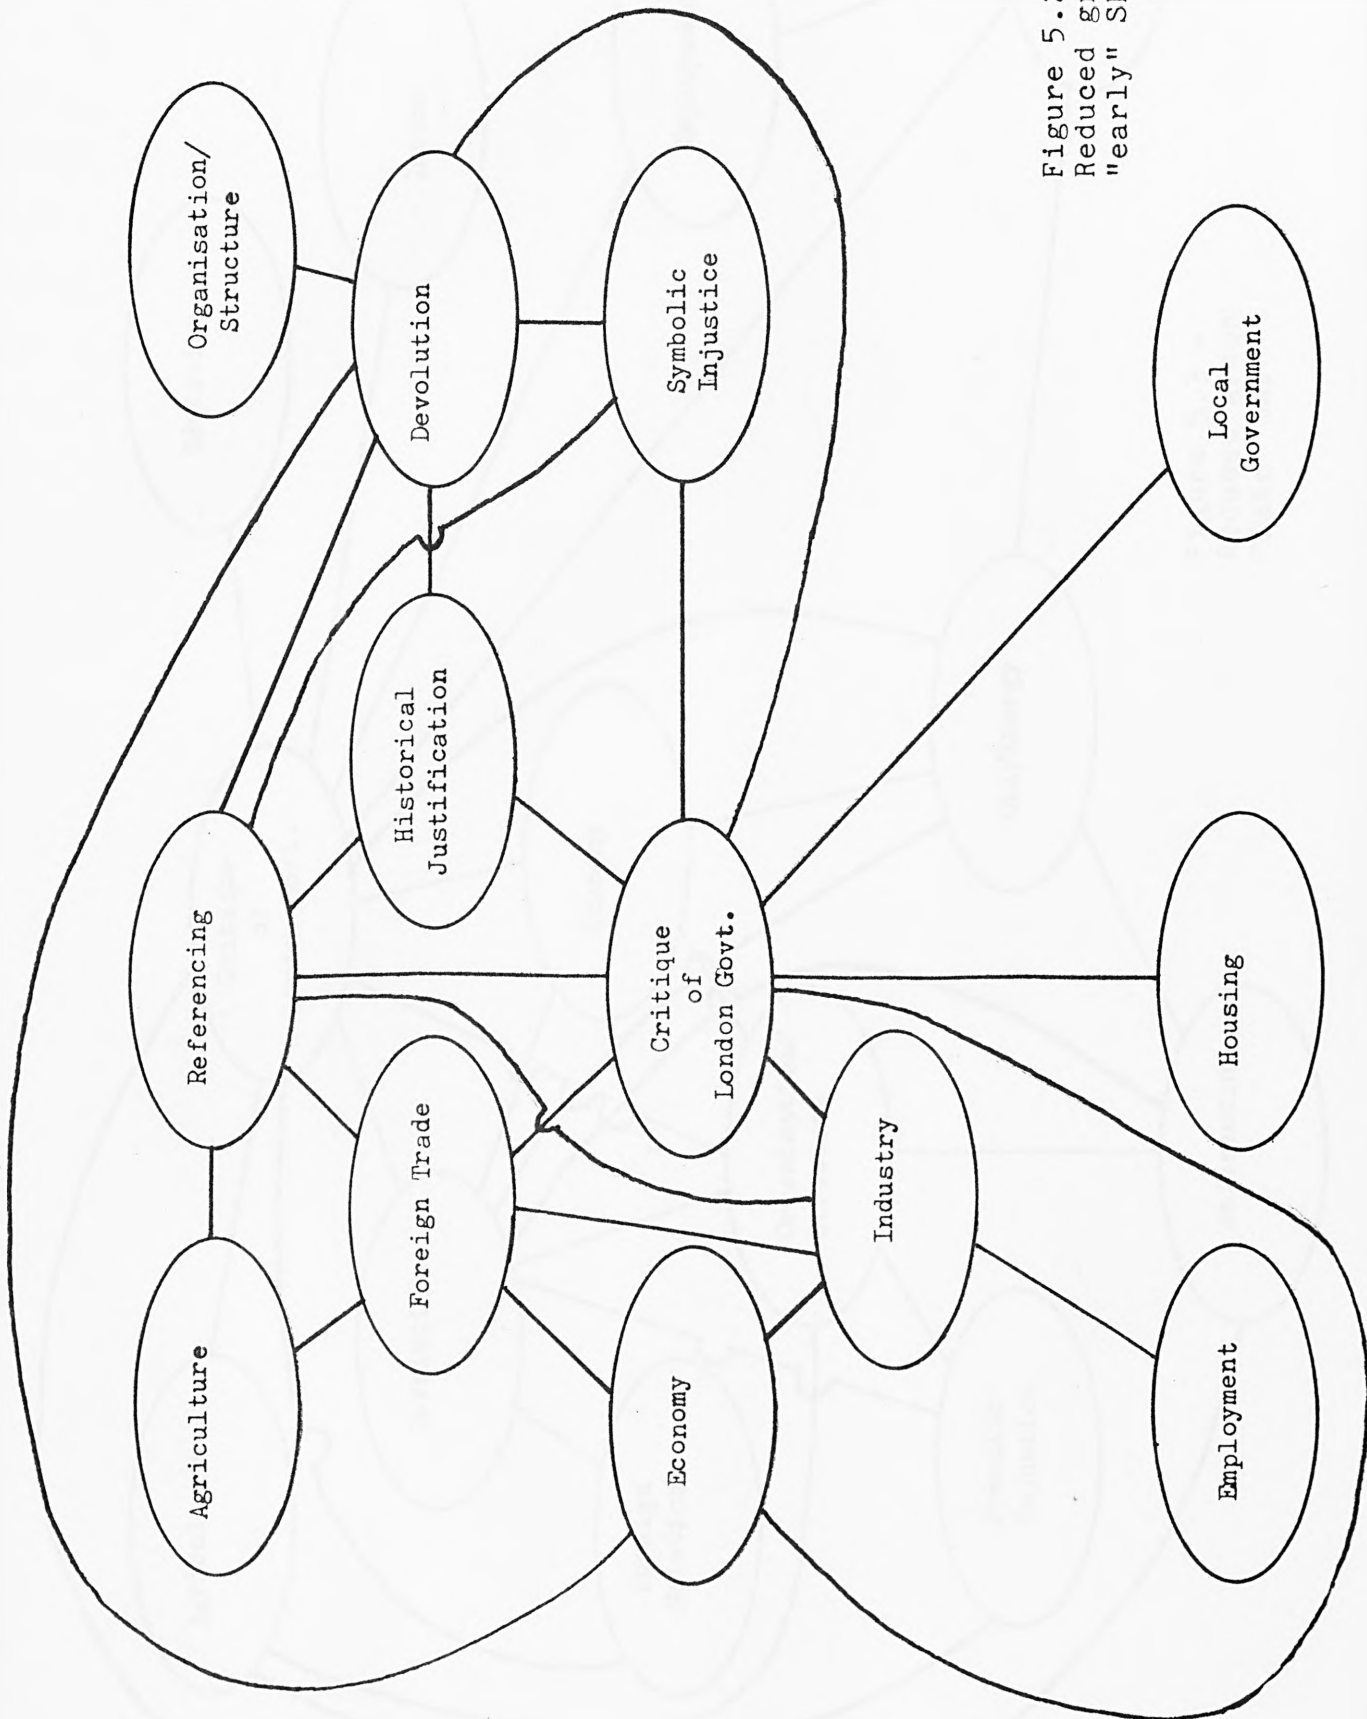 Agriculture
Referencing
Organisation/
Structure
Foreign Trade
Historical
Justification
Devolution
Economy
Critique
of
London Govt.
Symbolic
Injustice
Industry
Figure
Reduced
"early"
Employment
Housing
Local
Government